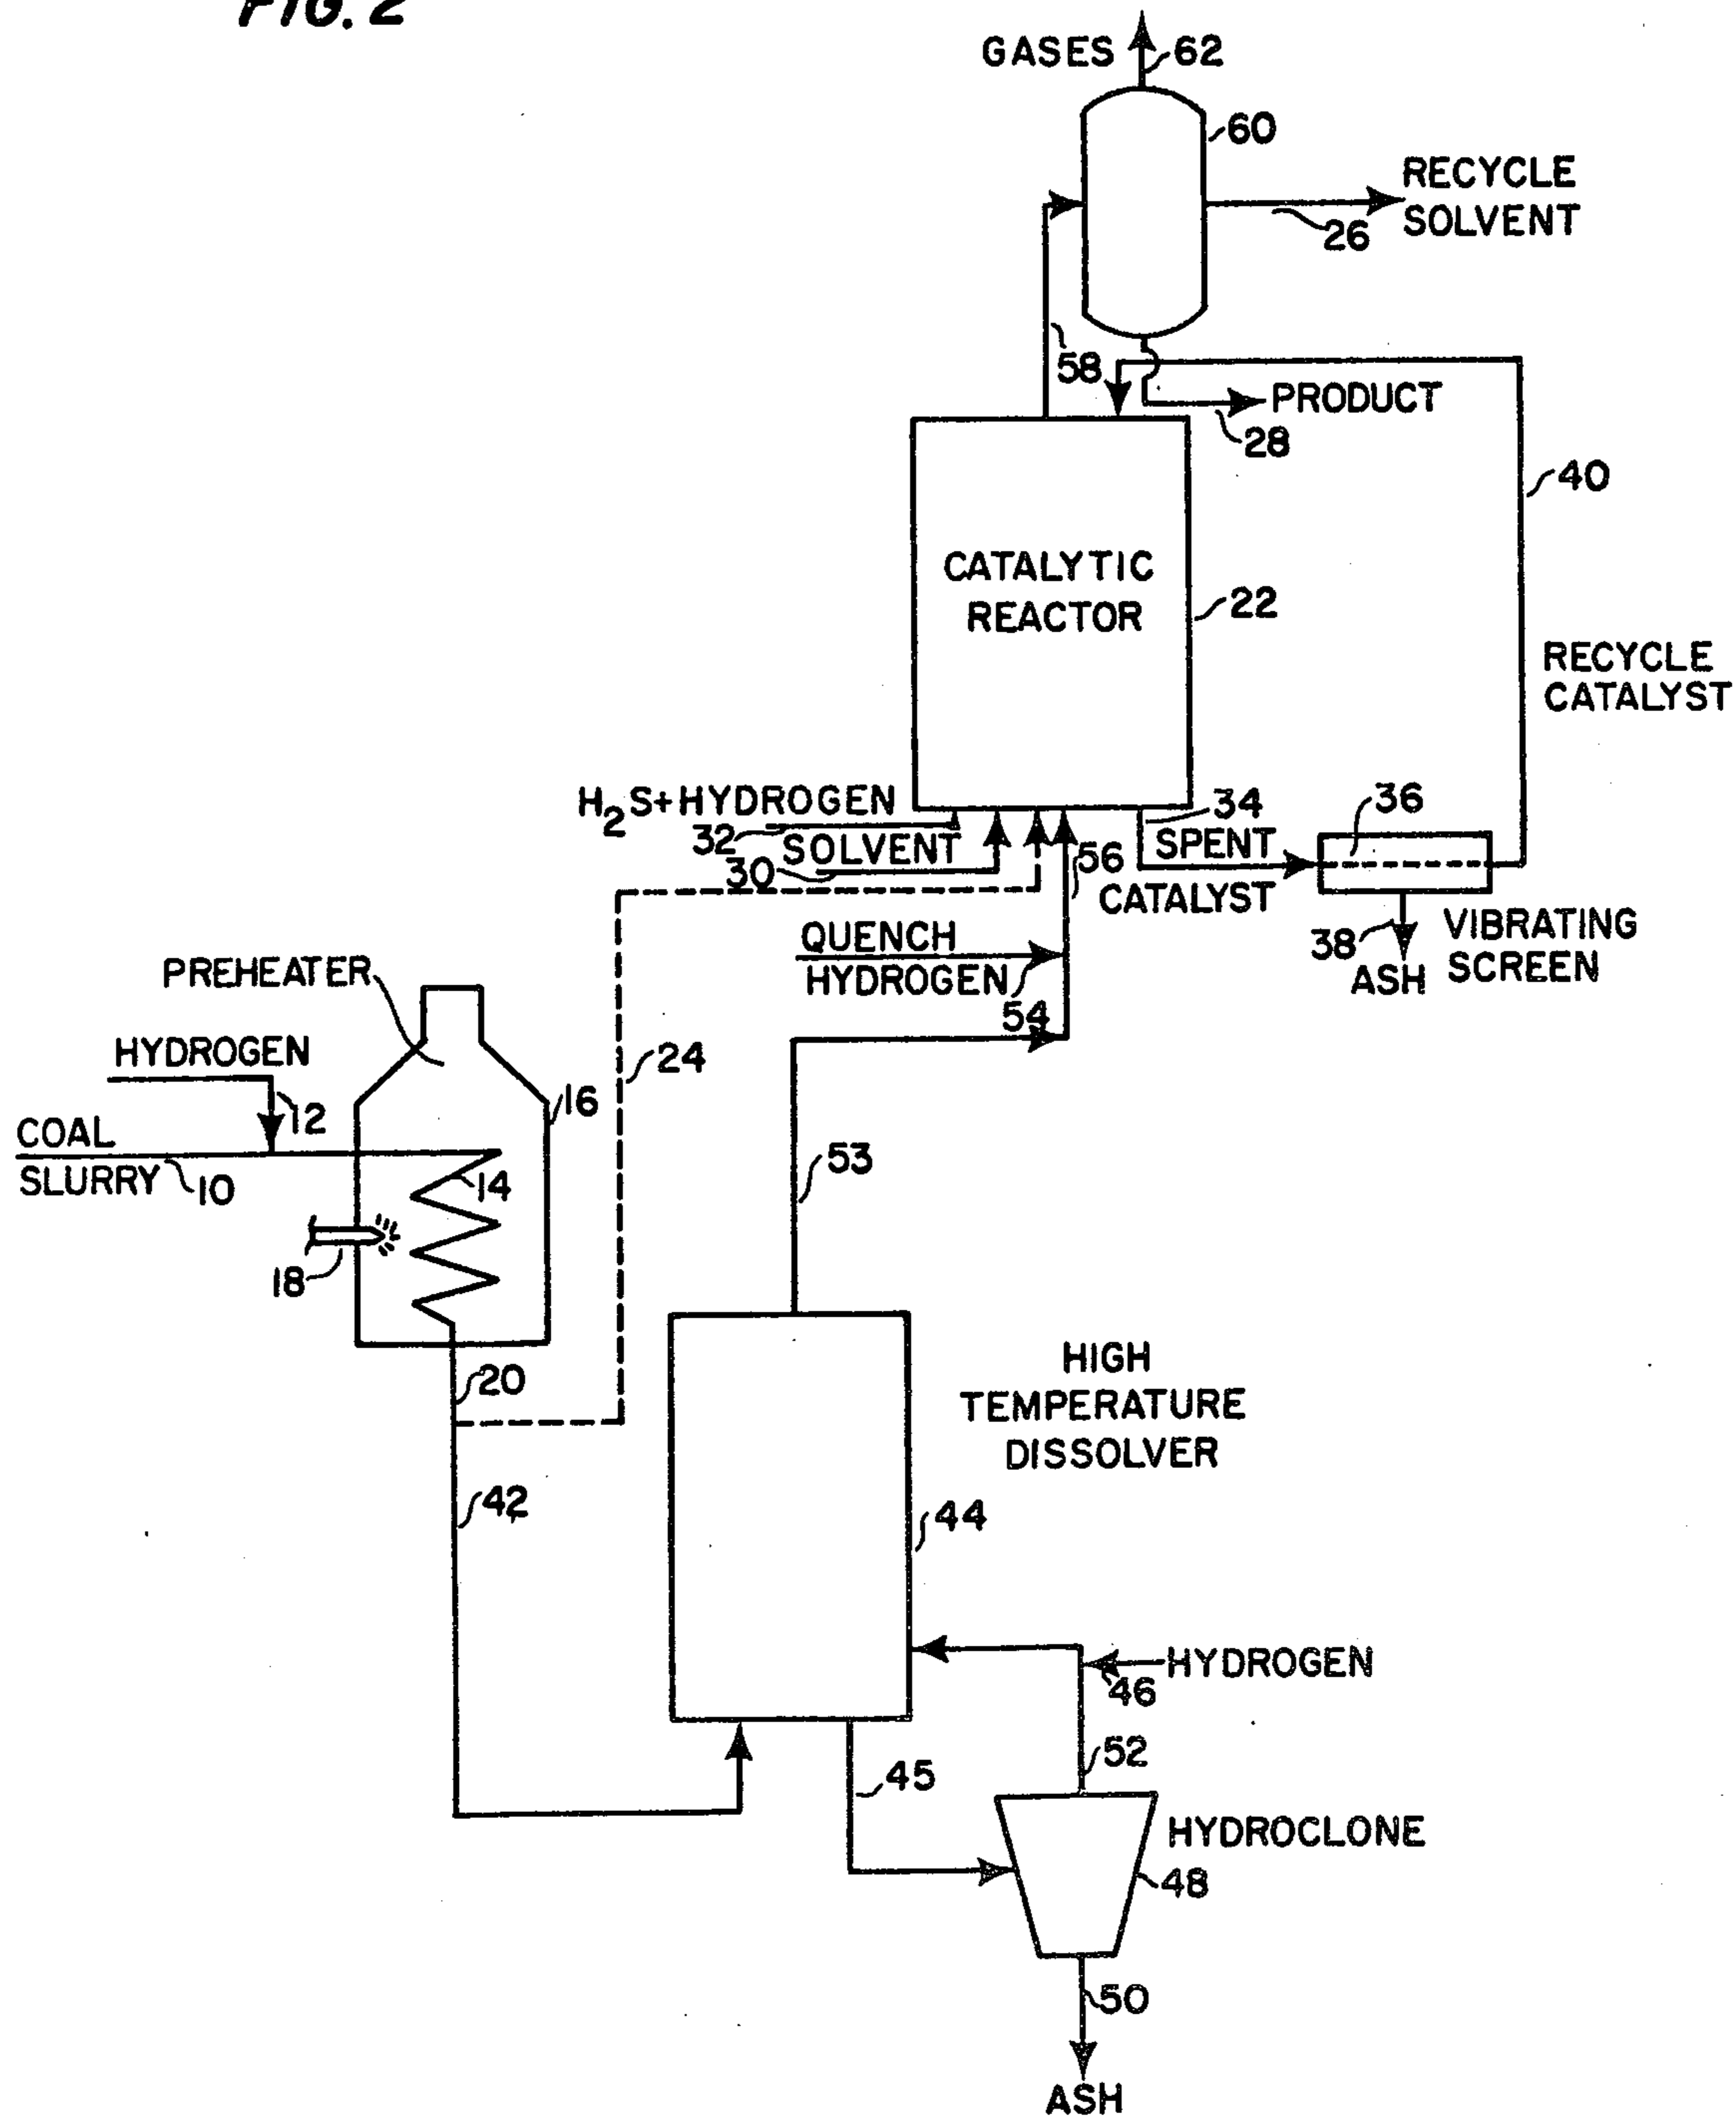 FIG. 2
GASES
62
60
RECYCLE
SOLVENT
26
58
PRODUCT
28
40
CATALYTIC
REACTOR
22
RECYCLE
CATALYST
H2S+HYDROGEN
32
SOLVENT
30
34
SPENT
CATALYST
36
56
QUENCH
HYDROGEN
54
38
ASH
VIBRATING
SCREEN
PREHEATER
HYDROGEN
12
COAL
SLURRY
10
14
16
18
24
53
20
42
HIGH
TEMPERATURE
DISSOLVER
44
HYDROGEN
46
52
45
HYDROCLONE
48
50
ASH